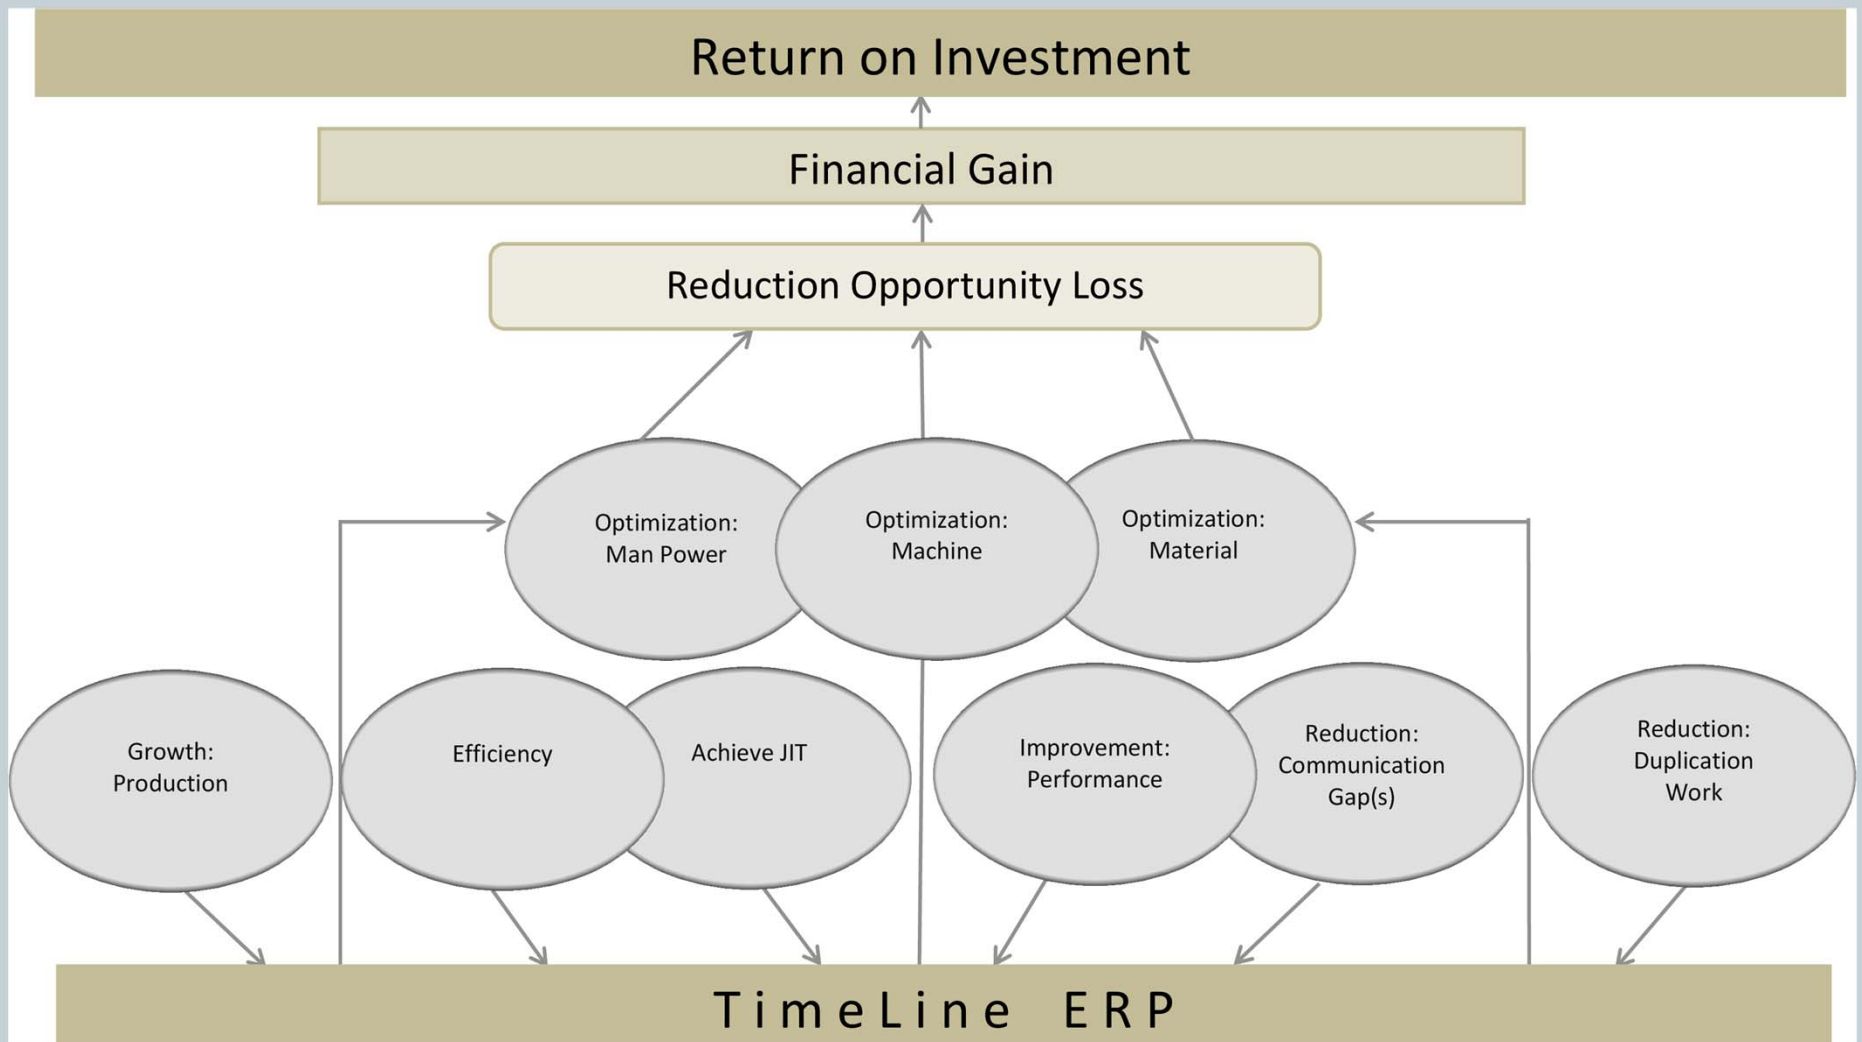 Return on Investment
Financial Gain
Reduction Opportunity Loss
Optimization:
Man Power
Optimization:
Machine
Optimization:
Material
Growth:
Production
Efficiency
Achieve JIT
Improvement:
Performance
Reduction:
Communication
Gap(s)
Reduction:
Duplication
Work
TimeLine ERP